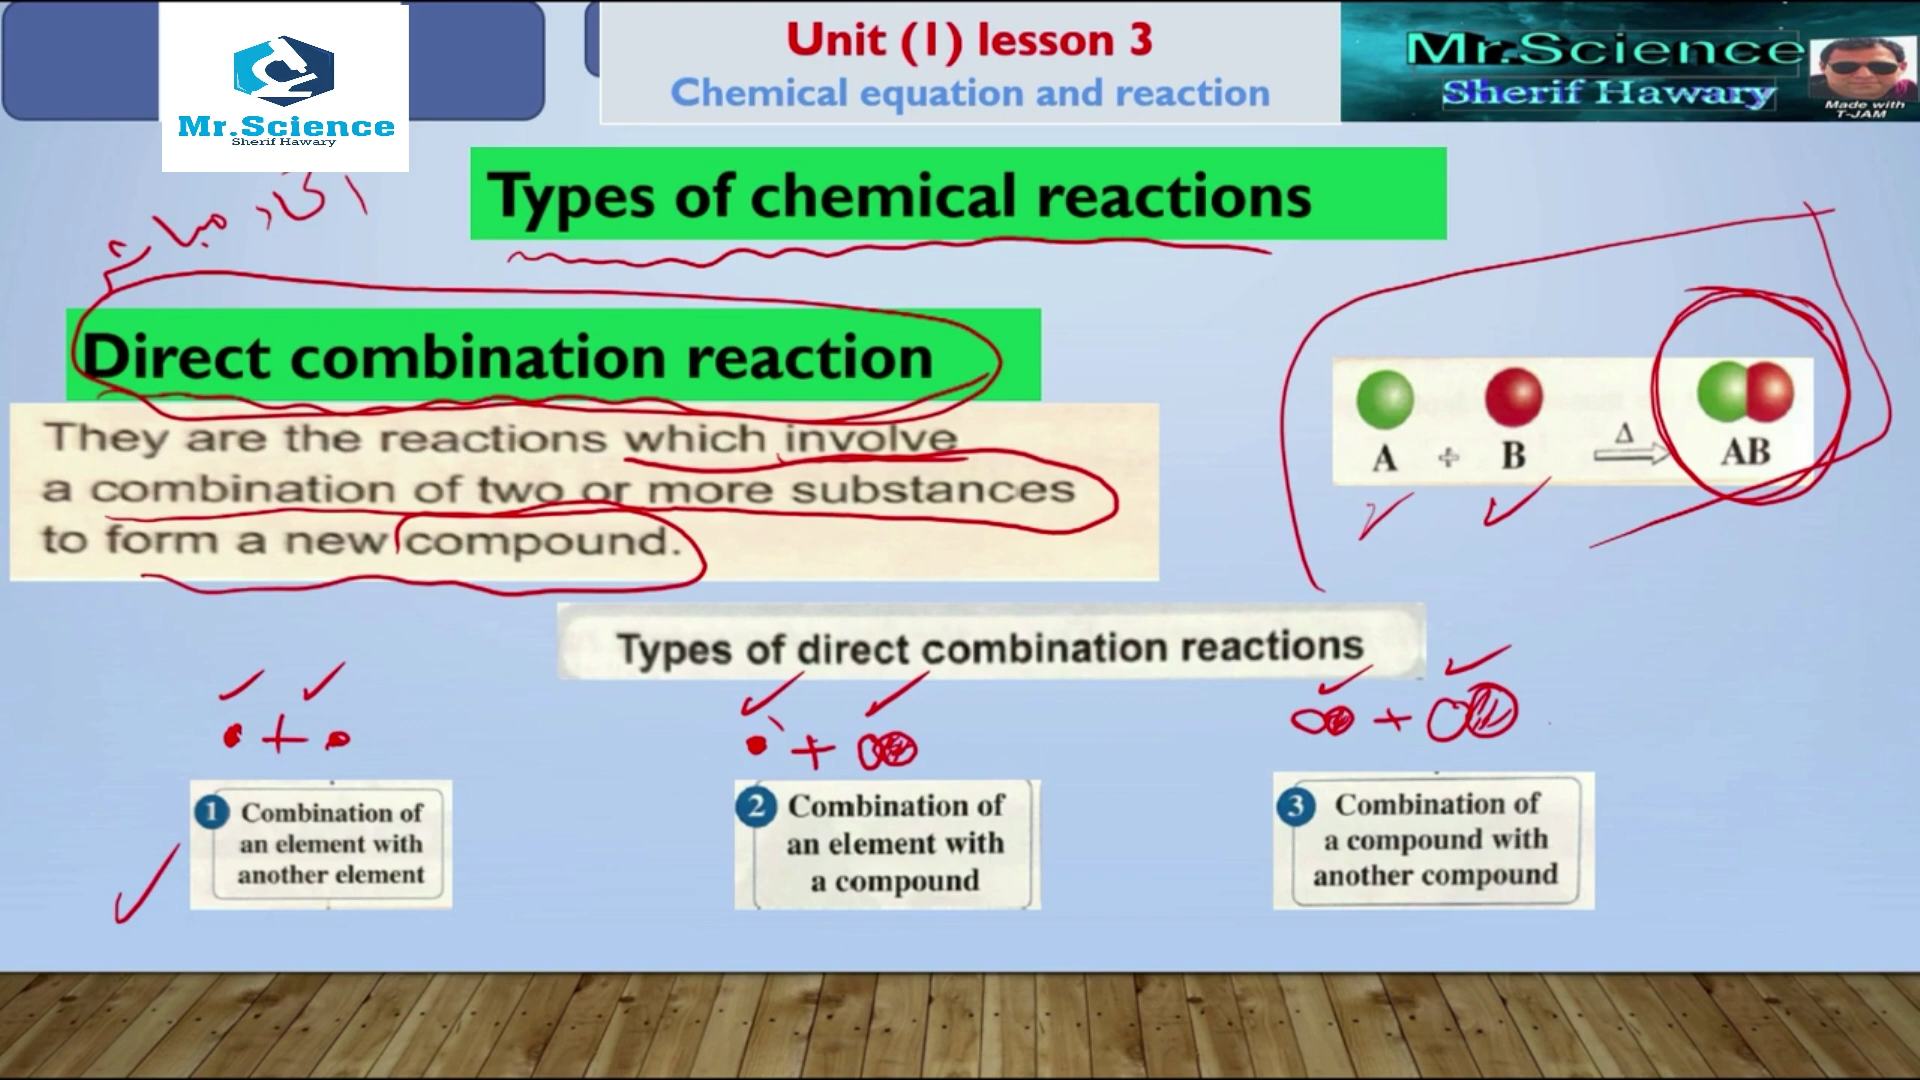 Unit (1) lesson 3
Chemical equation and reaction
Mr.Science
Sherif Hawary
Made with
T-JAM
Mr.Science
Sherif Hawary
Types of chemical reactions
Direct combination reaction
They are the reactions which involve
a combination of two or more substances
to form a new compound.
A + B Δ AB
Types of direct combination reactions
+
+
+
1 Combination of
an element with
another element
2 Combination of
an element with
a compound
3 Combination of
a compound with
another compound